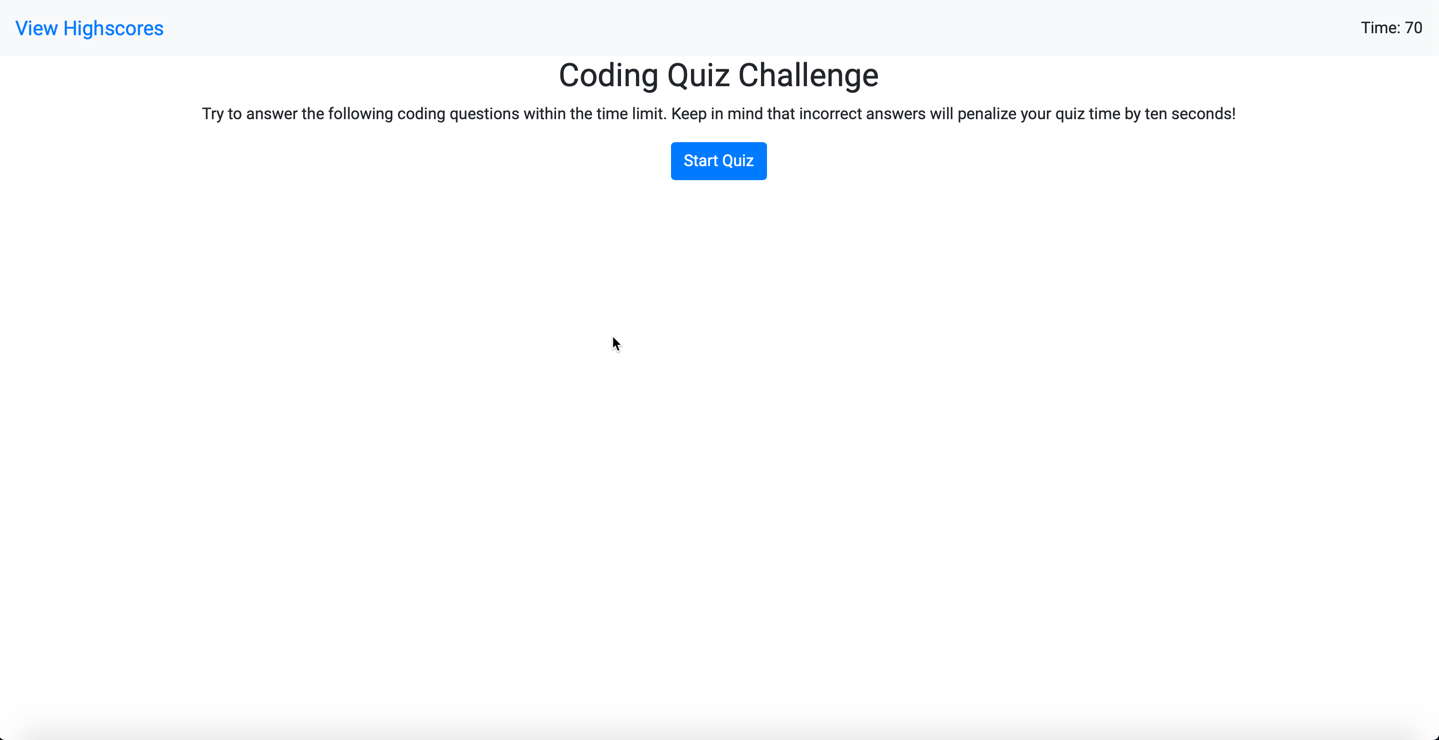 View Highscores
Time: 70
Coding Quiz Challenge
Try to answer the following coding questions within the time limit. Keep in mind that incorrect answers will penalize your quiz time by ten seconds!
Start Quiz